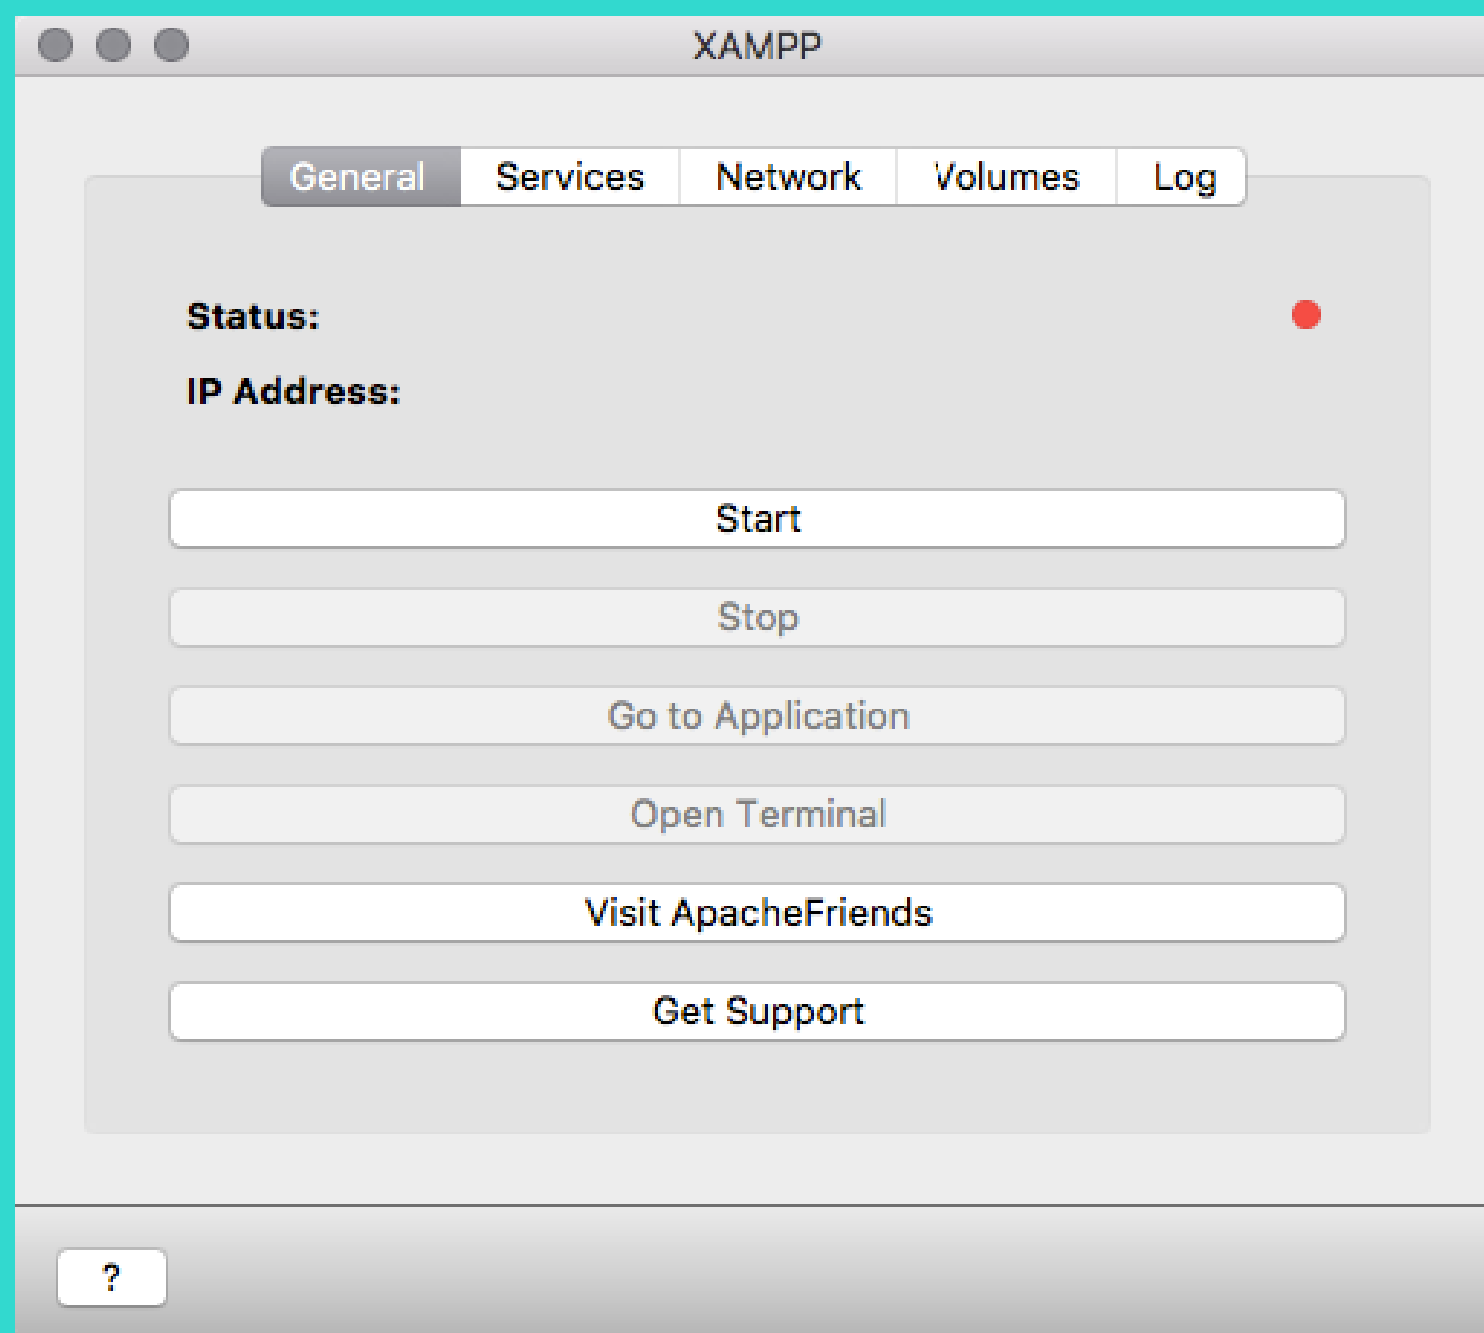 XAMPP
General Services Network Volumes Log
Status:
IP Address:
Start
Stop
Go to Application
Open Terminal
Visit ApacheFriends
Get Support
?